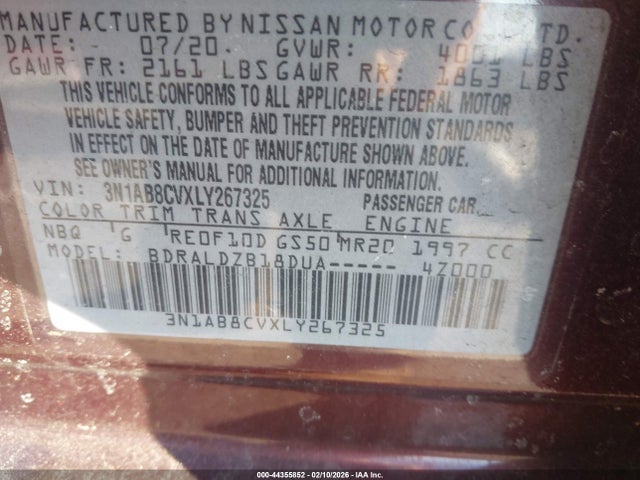 MANUFACTURED BY NISSAN MOTOR CO., LTD.
DATE: 07/20 GVWR: 4001 LBS
GAWR FR: 2161 LBS GAWR RR: 1863 LBS
THIS VEHICLE CONFORMS TO ALL APPLICABLE FEDERAL MOTOR
VEHICLE SAFETY, BUMPER AND THEFT PREVENTION STANDARDS
IN EFFECT ON THE DATE OF MANUFACTURE SHOWN ABOVE.
SEE OWNER'S MANUAL FOR ADDITIONAL INFORMATION.
VIN: 3N1AB8CVXLY267325 PASSENGER CAR
COLOR TRIM TRANS AXLE ENGINE
NBQ G RE0F10D GS50 MR20 1997 CC
MODEL: BDRALDZB18DUA----- 4Z000
3N1AB8CVXLY267325
000-44355852 - 02/10/2026 - IAA Inc.